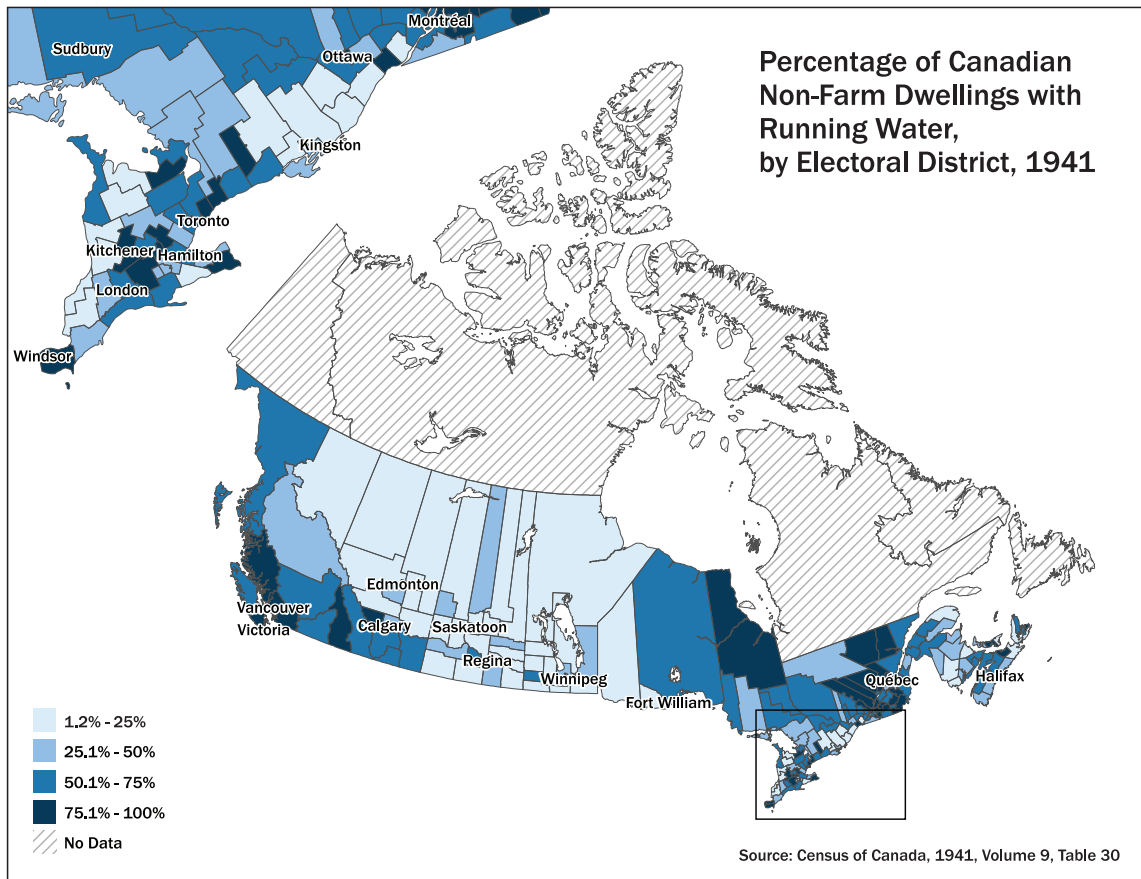 Percentage of Canadian
Non-Farm Dwellings with
Running Water,
by Electoral District, 1941
Montréal
Sudbury
Ottawa
Kingston
Toronto
Kitchener
Hamilton
London
Windsor
Edmonton
Vancouver
Calgary
Saskatoon
Victoria
Regina
Winnipeg
Fort William
Québec
Halifax
1.2% - 25%
25.1% - 50%
50.1% - 75%
75.1% - 100%
No Data
Source: Census of Canada, 1941, Volume 9, Table 30